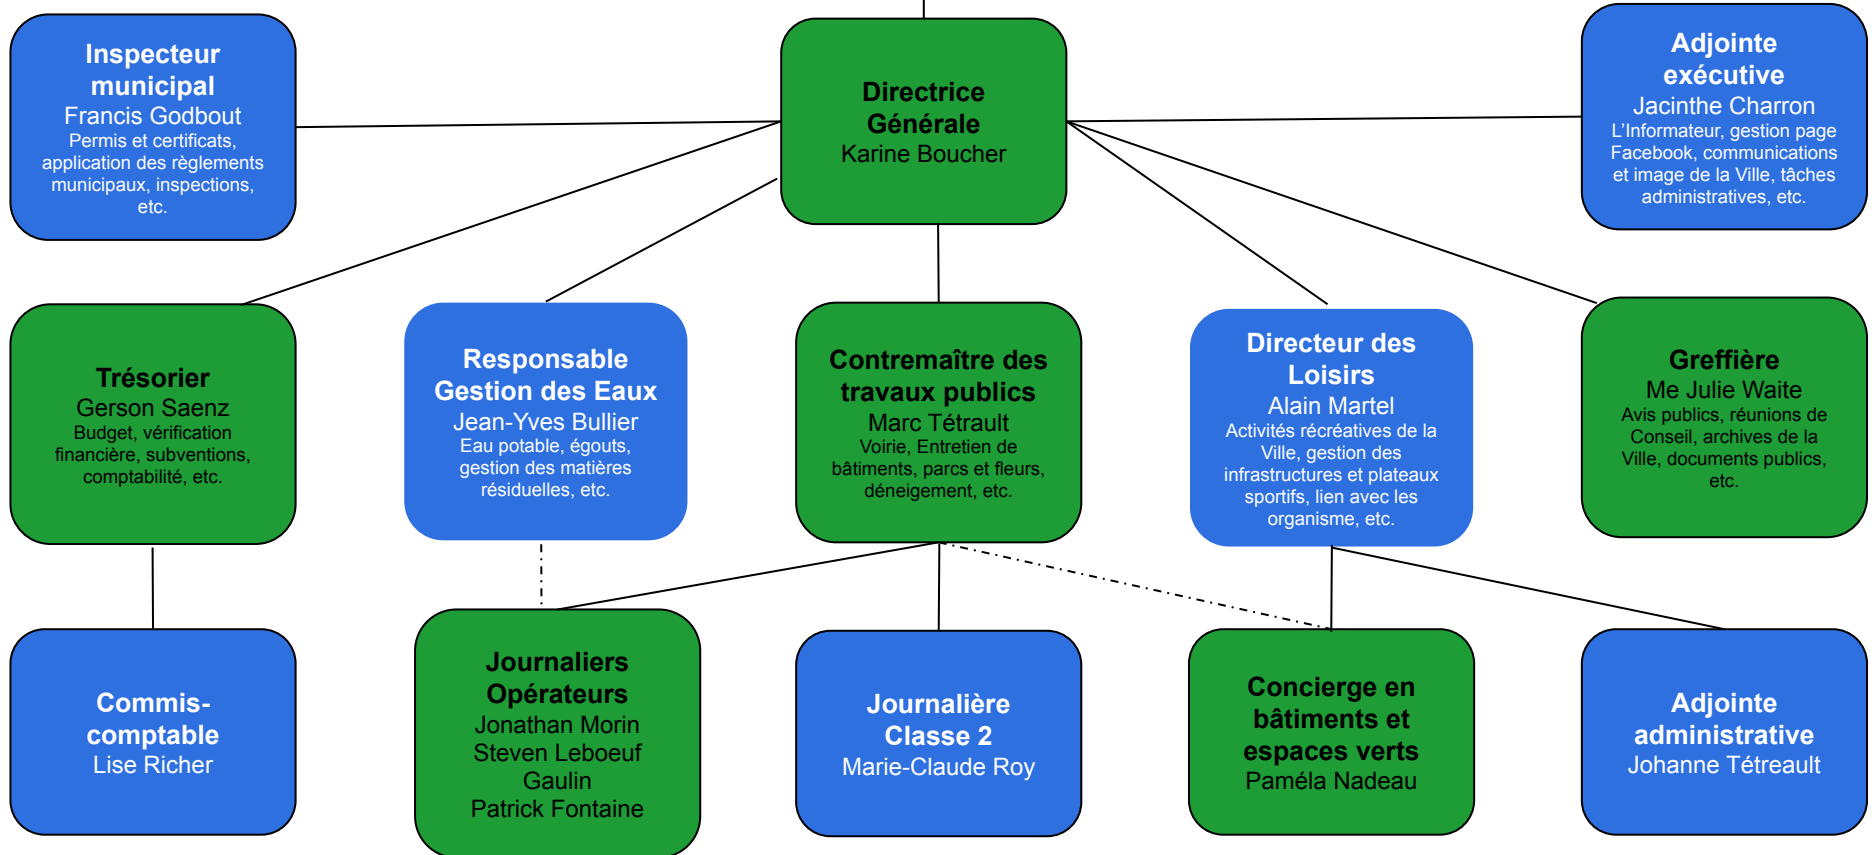 Inspecteur
municipal
Francis Godbout
Permis et certificats,
application des règlements
municipaux, inspections,
etc.
Directrice
Générale
Karine Boucher
Adjointe
exécutive
Jacinthe Charron
L'Informateur, gestion page
Facebook, communications
et image de la Ville, tâches
administratives, etc.
Trésorier
Gerson Saenz
Budget, vérification
financière, subventions,
comptabilité, etc.
Responsable
Gestion des Eaux
Jean-Yves Bullier
Eau potable, égouts,
gestion des matières
résiduelles, etc.
Contremaître des
travaux publics
Marc Tétrault
Voirie, Entretien de
bâtiments, parcs et fleurs,
déneigement, etc.
Directeur des
Loisirs
Alain Martel
Activités récréatives de la
Ville, gestion des
infrastructures et plateaux
sportifs, lien avec les
organisme, etc.
Greffière
Me Julie Waite
Avis publics, réunions de
Conseil, archives de la
Ville, documents publics,
etc.
Commis-
comptable
Lise Richer
Journaliers
Opérateurs
Jonathan Morin
Steven Leboeuf
Gaulin
Patrick Fontaine
Journalière
Classe 2
Marie-Claude Roy
Concierge en
bâtiments et
espaces verts
Paméla Nadeau
Adjointe
administrative
Johanne Tétreault